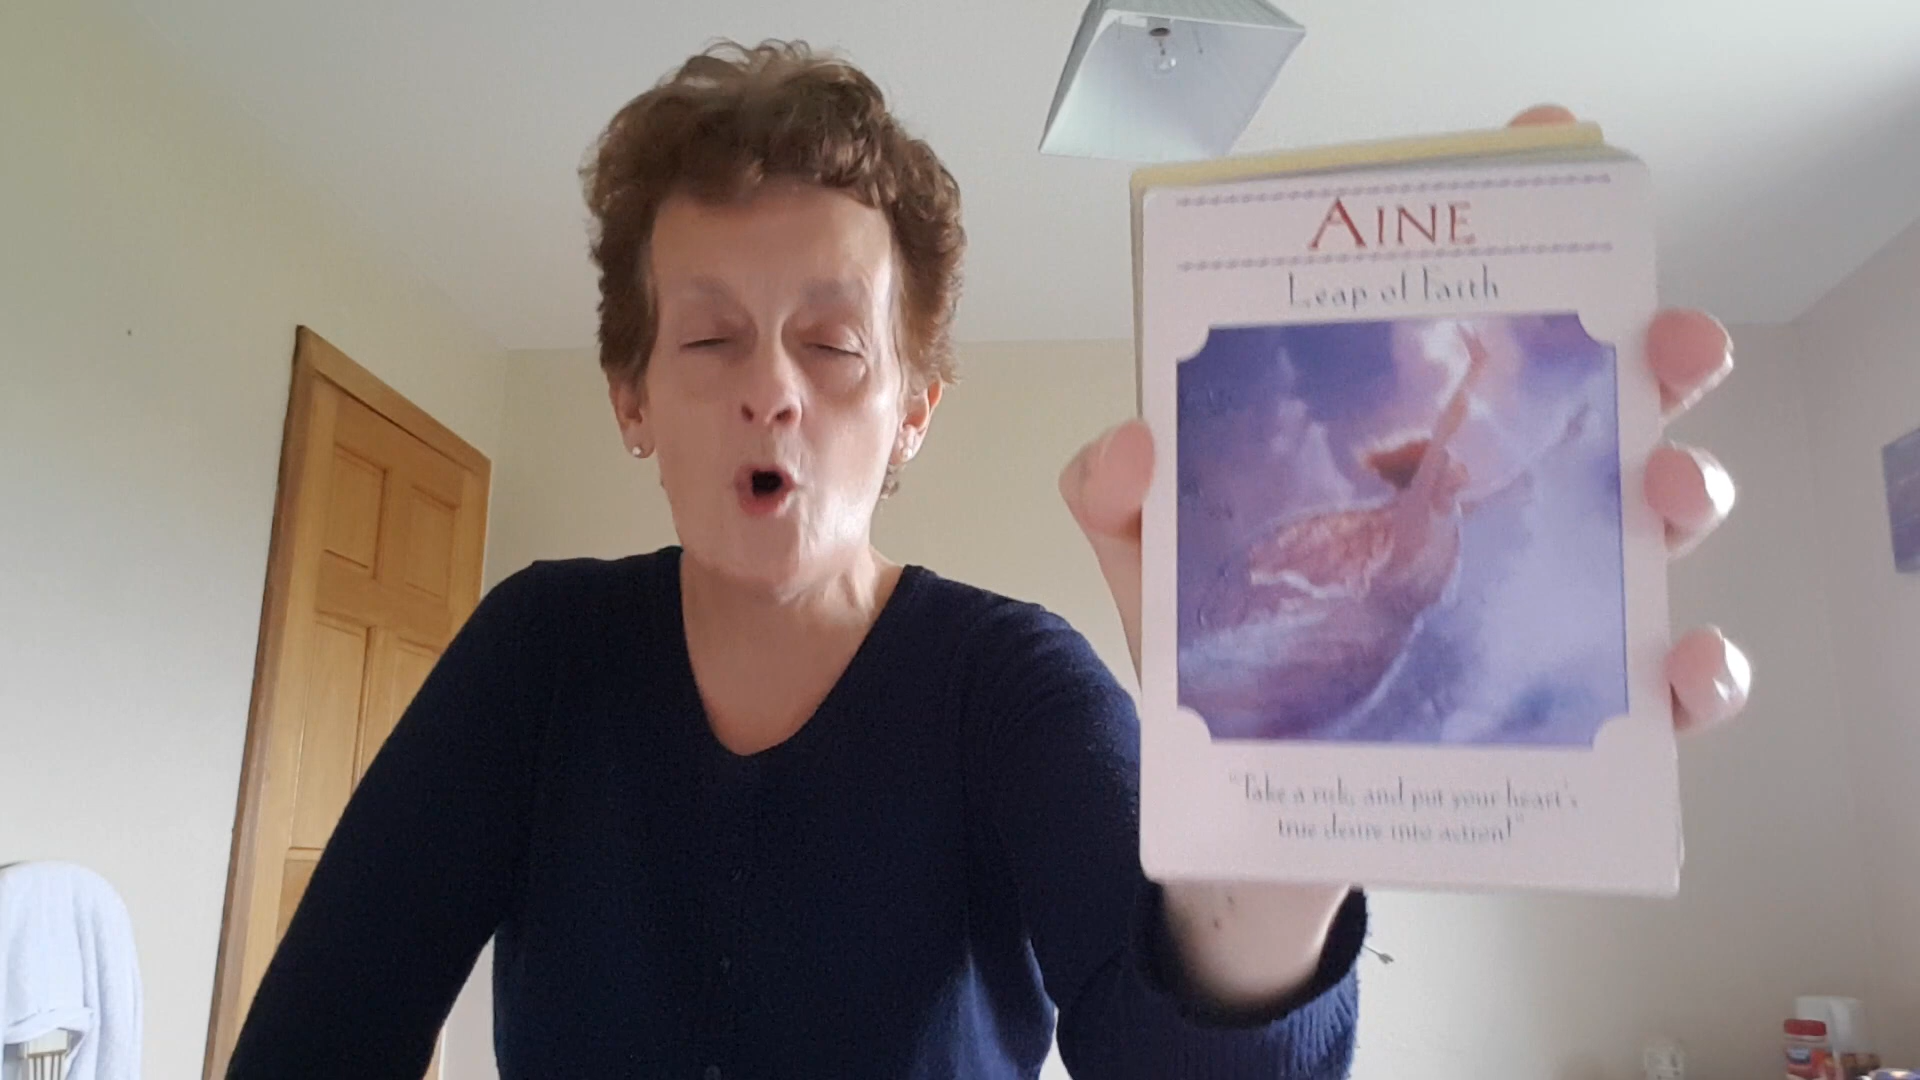 AINE
Leap of Faith
"Take a risk, and put your heart's
true desire into action!"